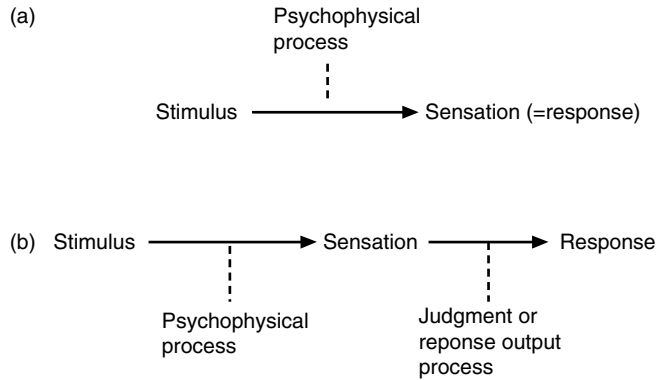 (a)
Psychophysical
process
Stimulus
Sensation (=response)
(b)
Stimulus
Sensation
Response
Psychophysical
process
Judgment or
reponse output
process